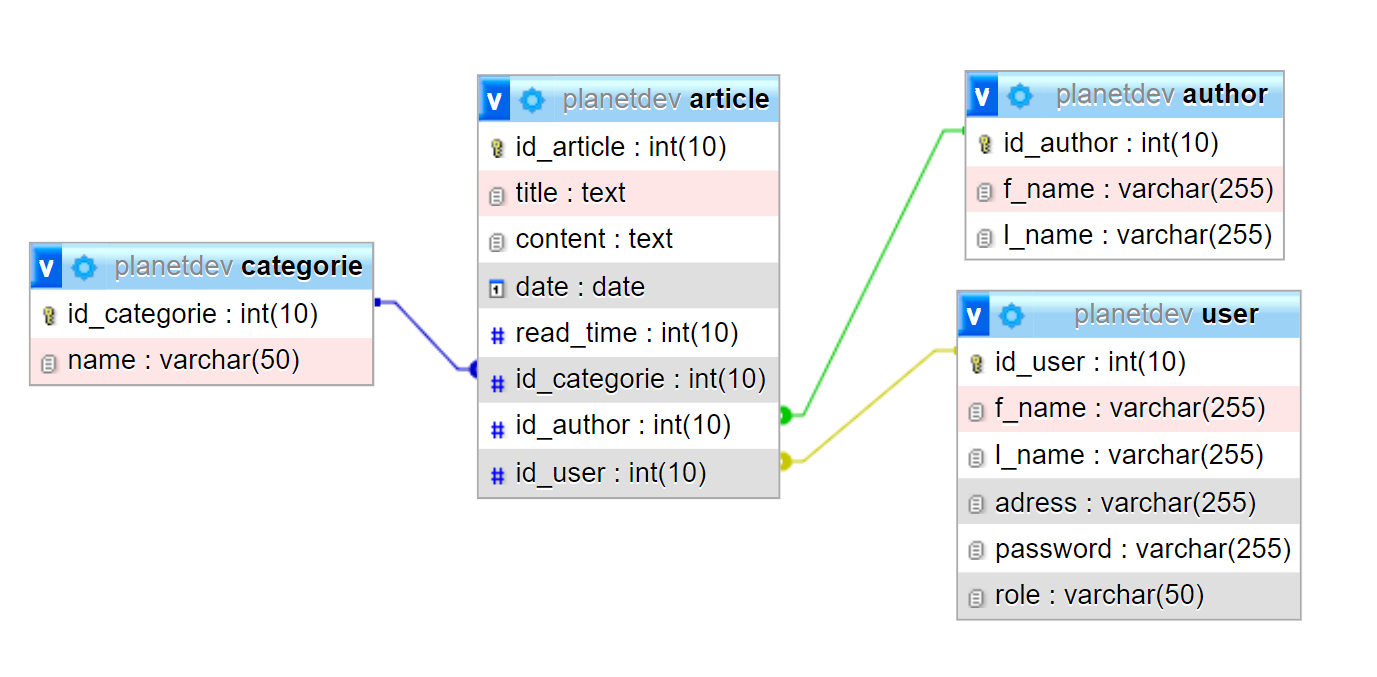 v planetdev categorie
id_categorie : int(10)
name : varchar(50)
v planetdev article
id_article : int(10)
title : text
content : text
date : date
read_time : int(10)
id_categorie : int(10)
id_author : int(10)
id_user : int(10)
v planetdev author
id_author : int(10)
f_name : varchar(255)
l_name : varchar(255)
v planetdev user
id_user : int(10)
f_name : varchar(255)
l_name : varchar(255)
adress : varchar(255)
password : varchar(255)
role : varchar(50)